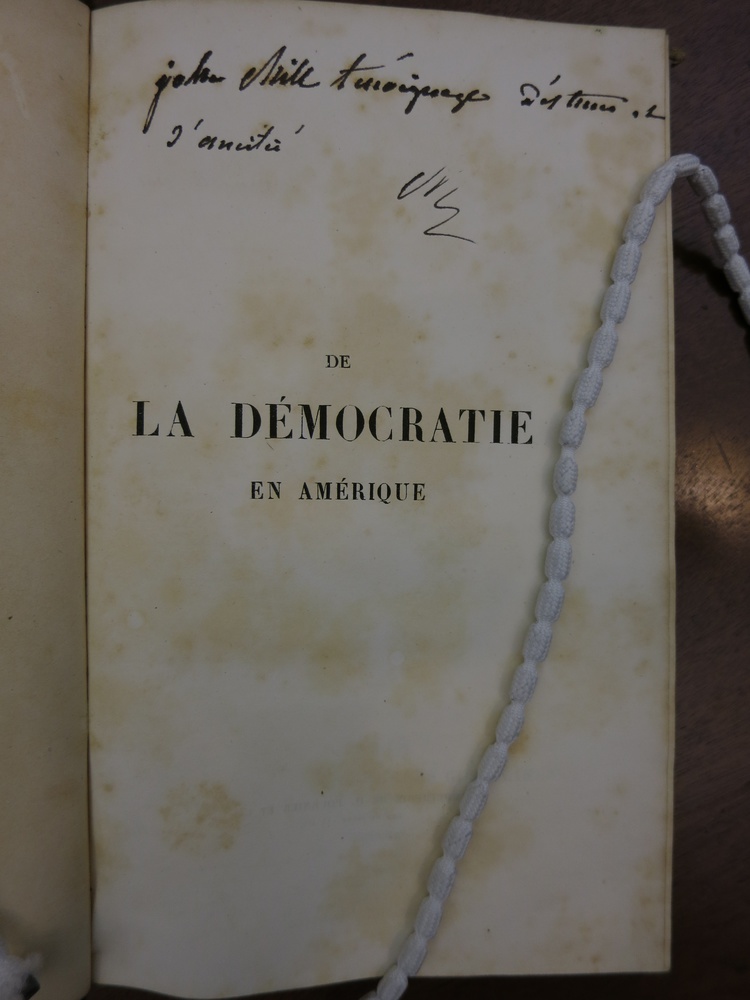 john Mill témoignage d'estime et
d'amitié
DE
LA DÉMOCRATIE
EN AMÉRIQUE